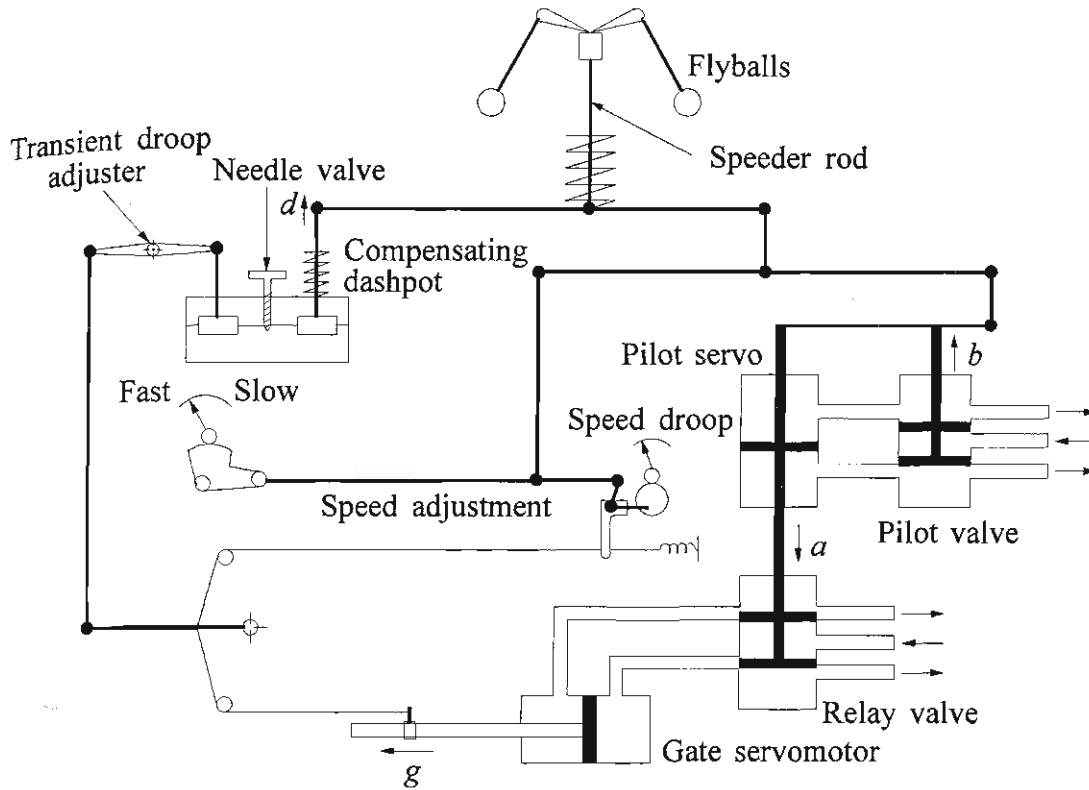 Flyballs
Transient droop
adjuster
Needle valve
Speeder rod
d
Compensating
dashpot
Pilot servo
b
Fast Slow
Speed droop
Speed adjustment
Pilot valve
a
Relay valve
Gate servomotor
g